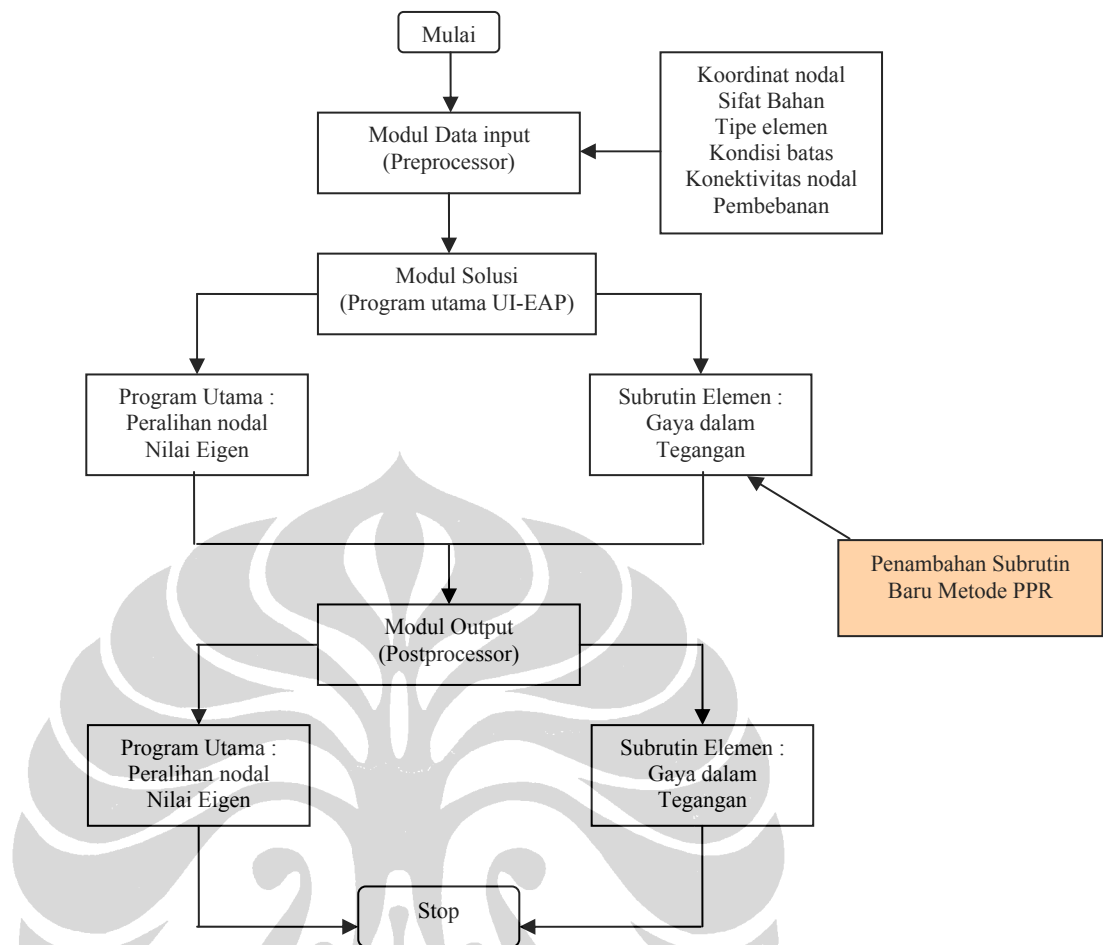 Mulai
Koordinat nodal
Sifat Bahan
Tipe elemen
Kondisi batas
Konektivitas nodal
Pembebanan
Modul Data input
(Preprocessor)
Modul Solusi
(Program utama UI-EAP)
Program Utama :
Peralihan nodal
Nilai Eigen
Subrutin Elemen :
Gaya dalam
Tegangan
Penambahan Subrutin
Baru Metode PPR
Modul Output
(Postprocessor)
Program Utama :
Peralihan nodal
Nilai Eigen
Subrutin Elemen :
Gaya dalam
Tegangan
Stop